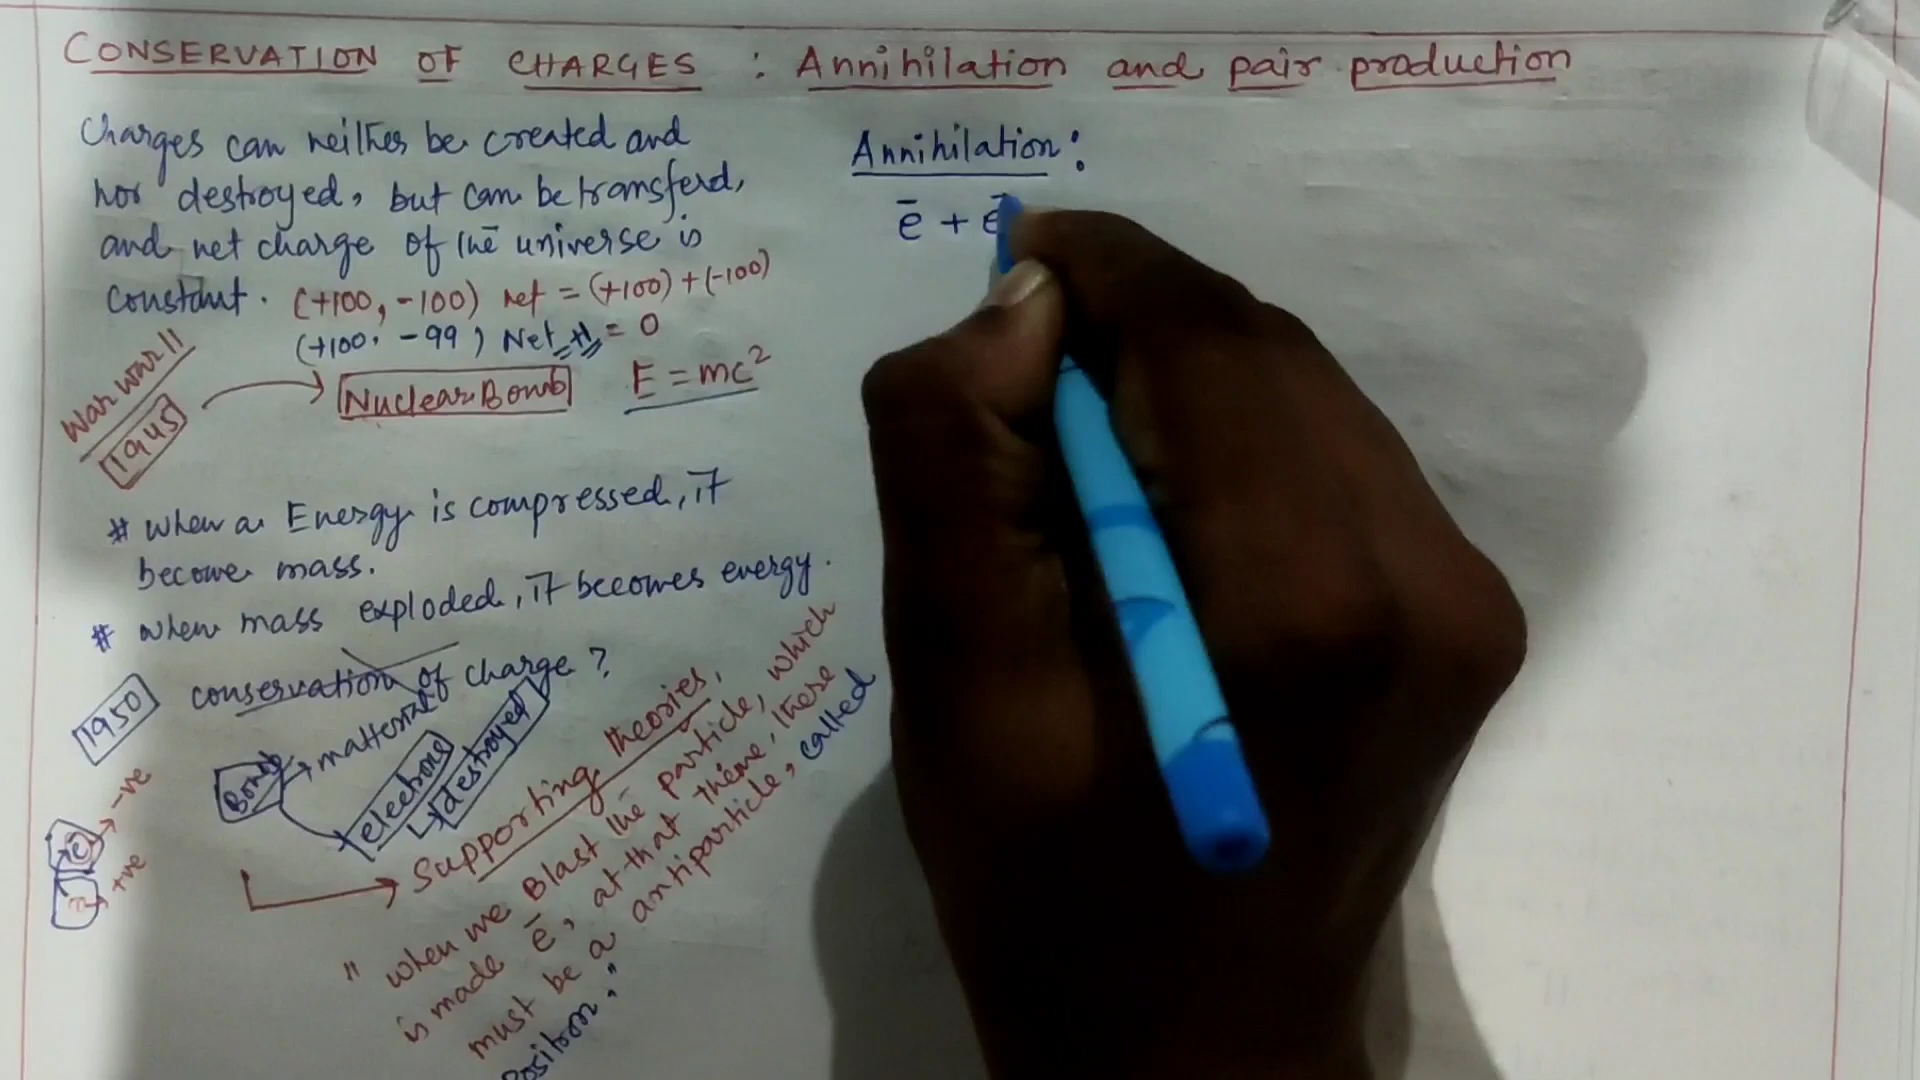 CONSERVATION OF CHARGES : Annihilation and pair production
Charges can neither be created and
nor destroyed, but can be transferd,
and net charge of the universe is
constant. (+100, -100) net = (+100) + (-100)
(+100, -99) Net +1 = 0
War war II
1945
Nuclear Bomb E = mc²
# when a Energy is compressed, it
become mass.
# when mass exploded, it becomes energy.
1950
conservation of charge ?
Bomb material
electrons
destroyed
e -ve
+ve
Supporting theories,
" when we Blast the particle, which
is made ē, at that theme, there
must be a antiparticle, called
positron."
Annihilation :
ē + e